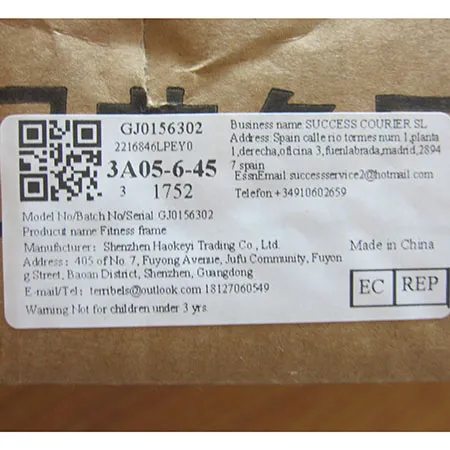 GJ0156302
2216846LPEY0
3A05-6-45
3 1752
Business name:SUCCESS COURIER SL
Address:Spain calle rio tormes num 1,planta
1,derecha,oficina 3,fuenlabrada,madrid,2894
7 spain
EssnEmail successservice2@hotmail.com
Telefon:+34910602659
Model No/Batch No/Serial GJ0156302
Producut name Fitness frame
Manufacturer: Shenzhen Haokeyi Trading Co., Ltd.
Address: 405 of No. 7, Fuyong Avenue, Jufu Community, Fuyon
g Street, Baoan District, Shenzhen, Guangdong
E-mail/Tel: terribels@outlook.com 18127060549
Warning Not for children under 3 yrs
Made in China
EC REP